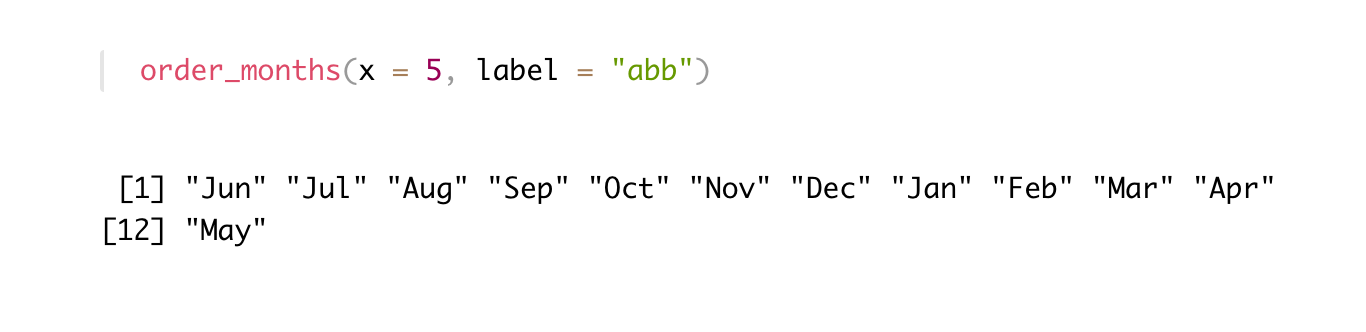 order_months(x = 5, label = "abb")
[1] "Jun" "Jul" "Aug" "Sep" "Oct" "Nov" "Dec" "Jan" "Feb" "Mar" "Apr"
[12] "May"